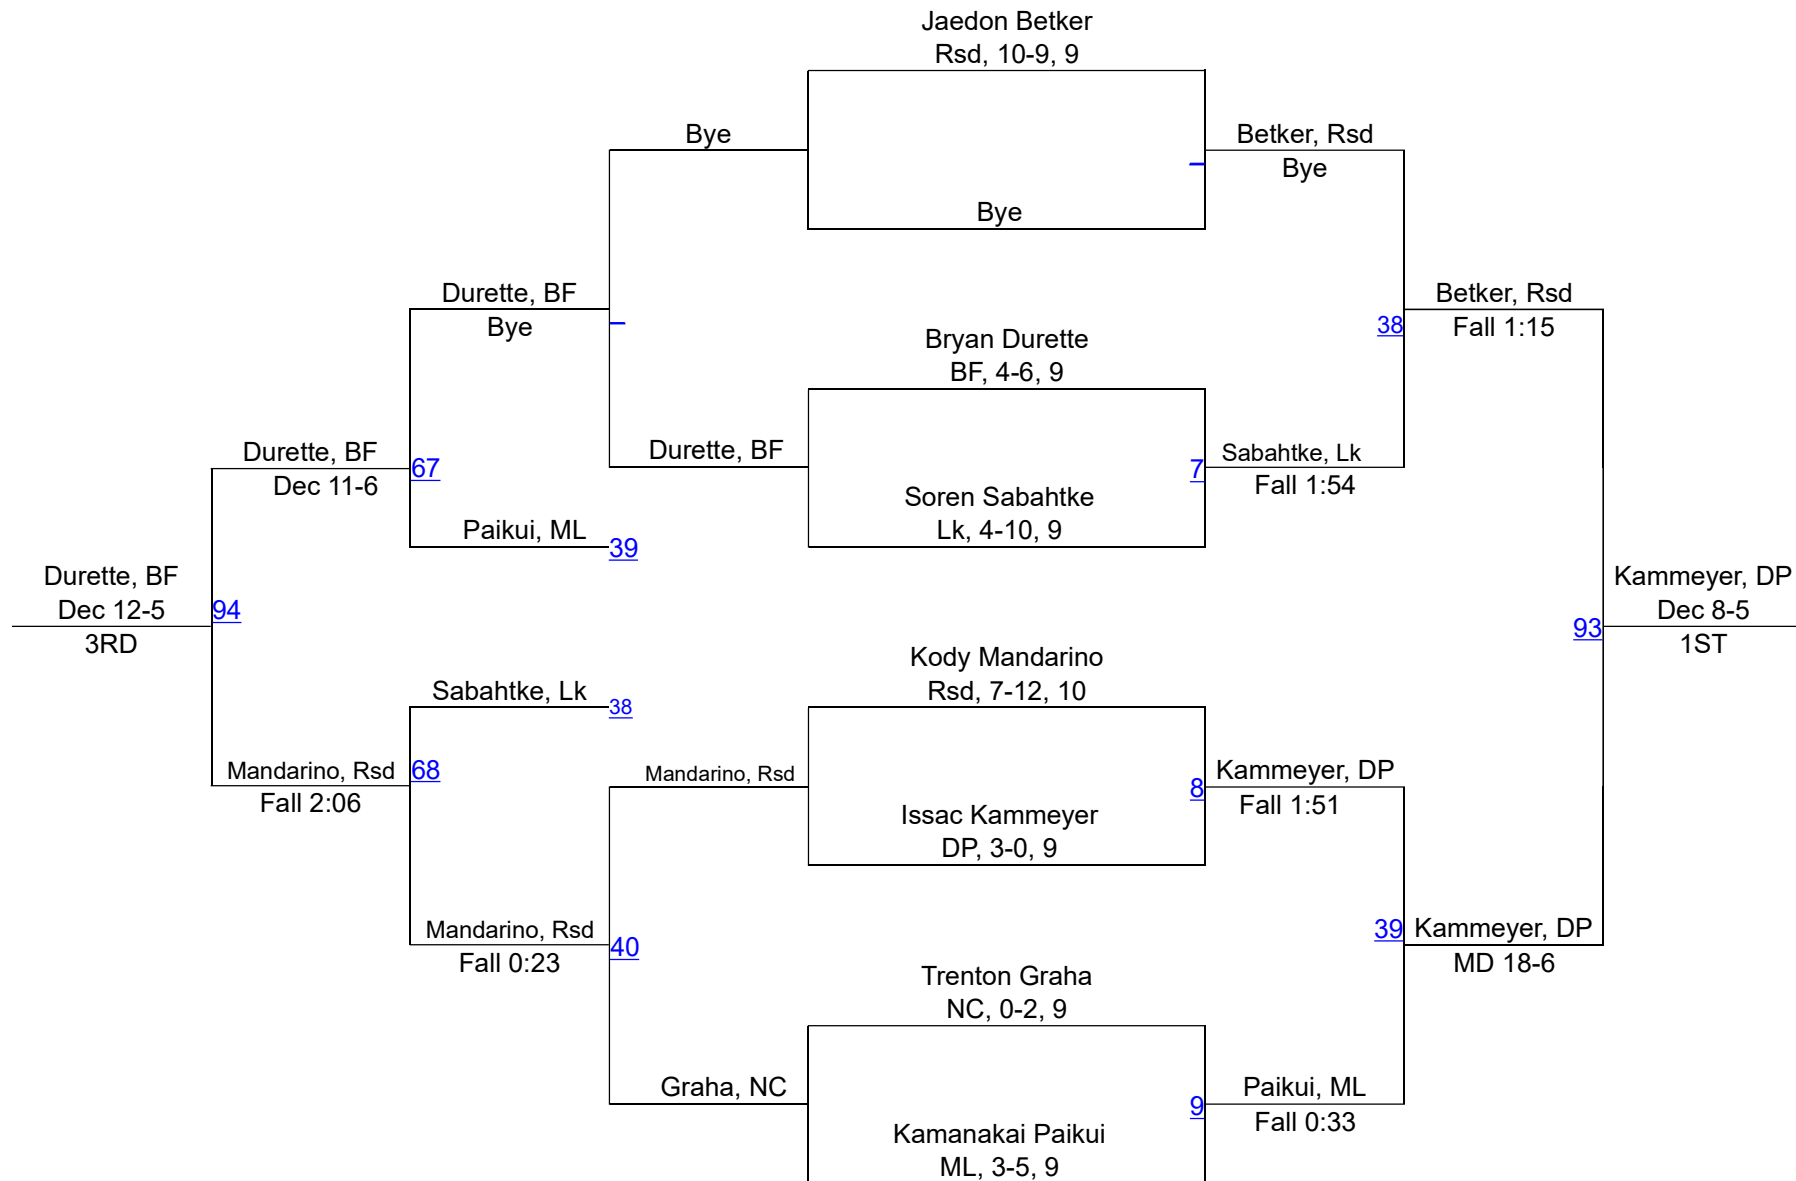 Jaedon Betker
Rsd, 10-9, 9
Bye
Betker, Rsd
Bye
Bye
Durette, BF
Bye
Betker, Rsd
Fall 1:15
38
Bryan Durette
BF, 4-6, 9
Durette, BF
Dec 11-6
67
Durette, BF
7
Sabahtke, Lk
Fall 1:54
Soren Sabahtke
Lk, 4-10, 9
Paikui, ML
39
Durette, BF
Dec 12-5
3RD
94
Kammeyer, DP
Dec 8-5
1ST
93
Kody Mandarino
Rsd, 7-12, 10
Sabahtke, Lk
38
Mandarino, Rsd
Fall 2:06
68
Mandarino, Rsd
8
Kammeyer, DP
Fall 1:51
Issac Kammeyer
DP, 3-0, 9
Mandarino, Rsd
Fall 0:23
40
39
Kammeyer, DP
MD 18-6
Trenton Graha
NC, 0-2, 9
Graha, NC
9
Paikui, ML
Fall 0:33
Kamanakai Paikui
ML, 3-5, 9